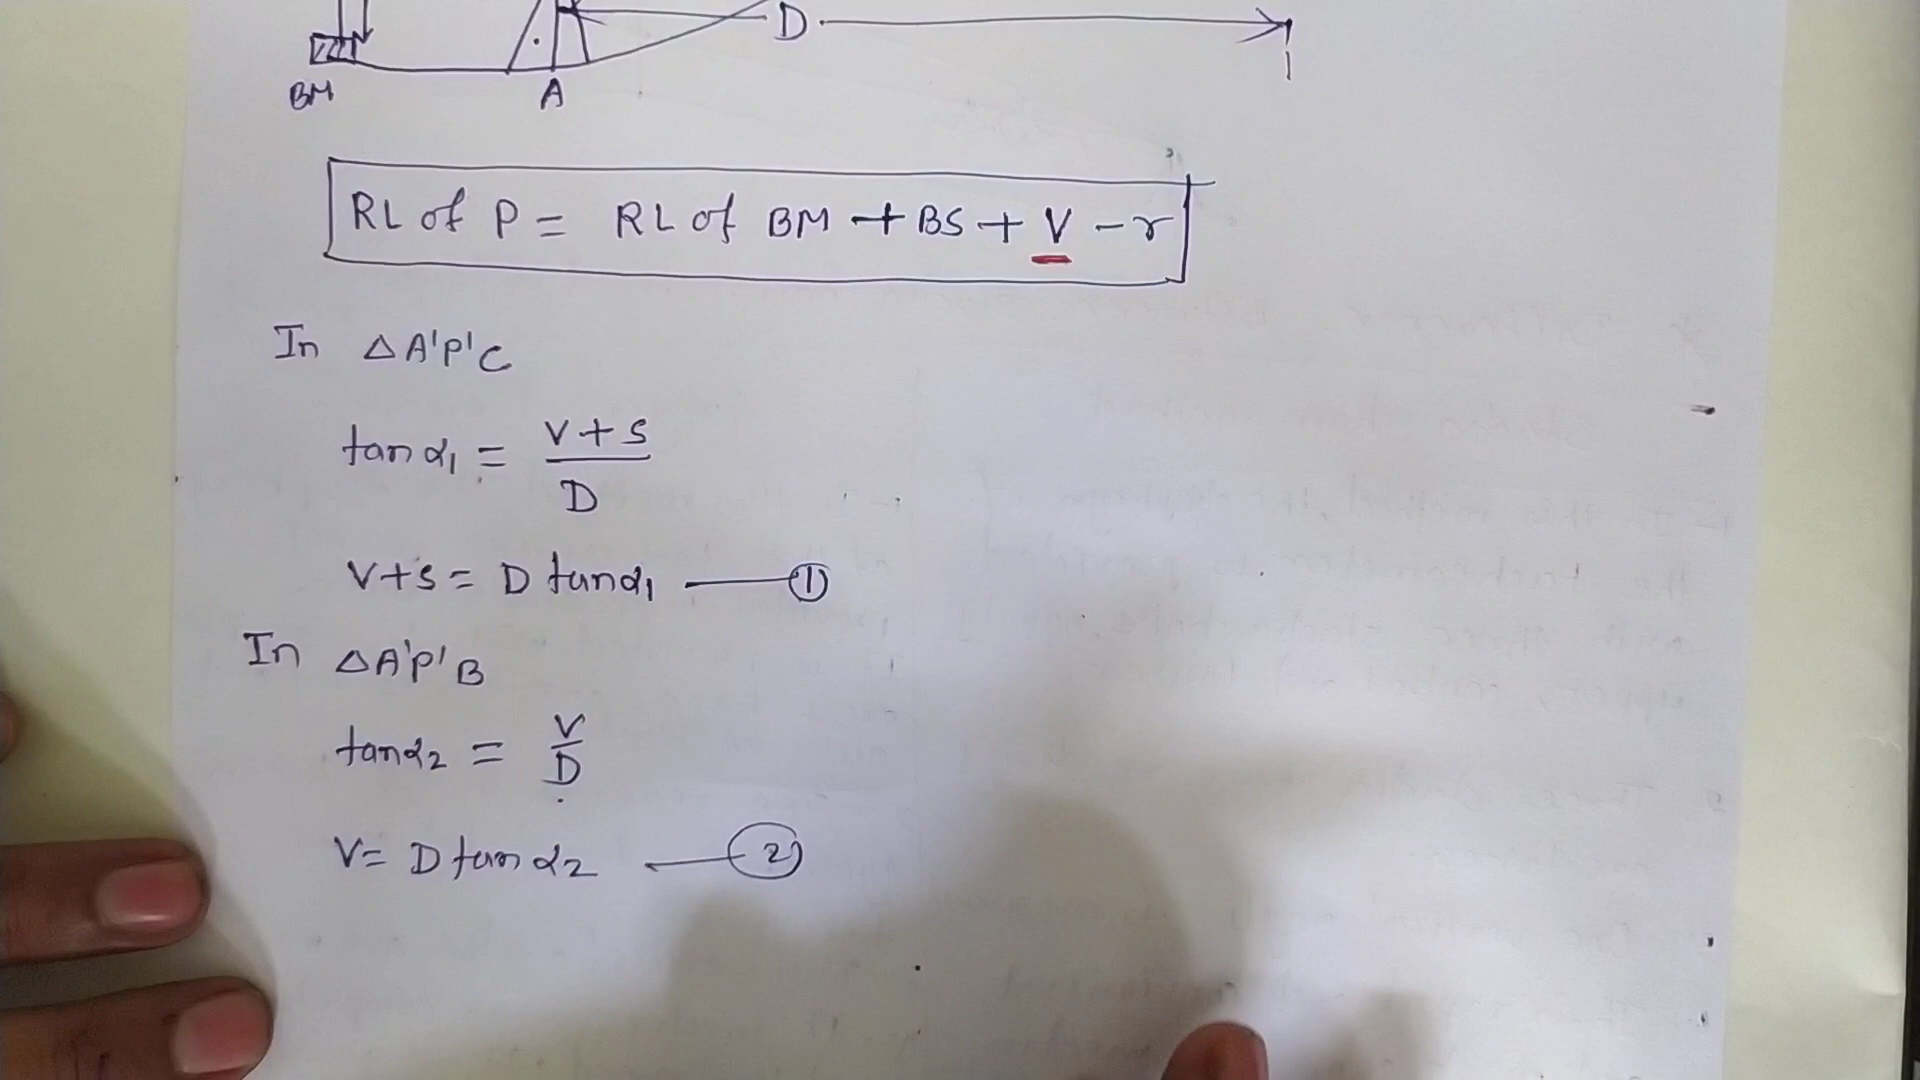 D
BM
A
RL of P = RL of BM + BS + V - r
In △A'P'C
tan α1 = V+S / D
V+S = D tan α1 —— ①
In △A'P'B
tan α2 = V / D
V = D tan α2 —— ②